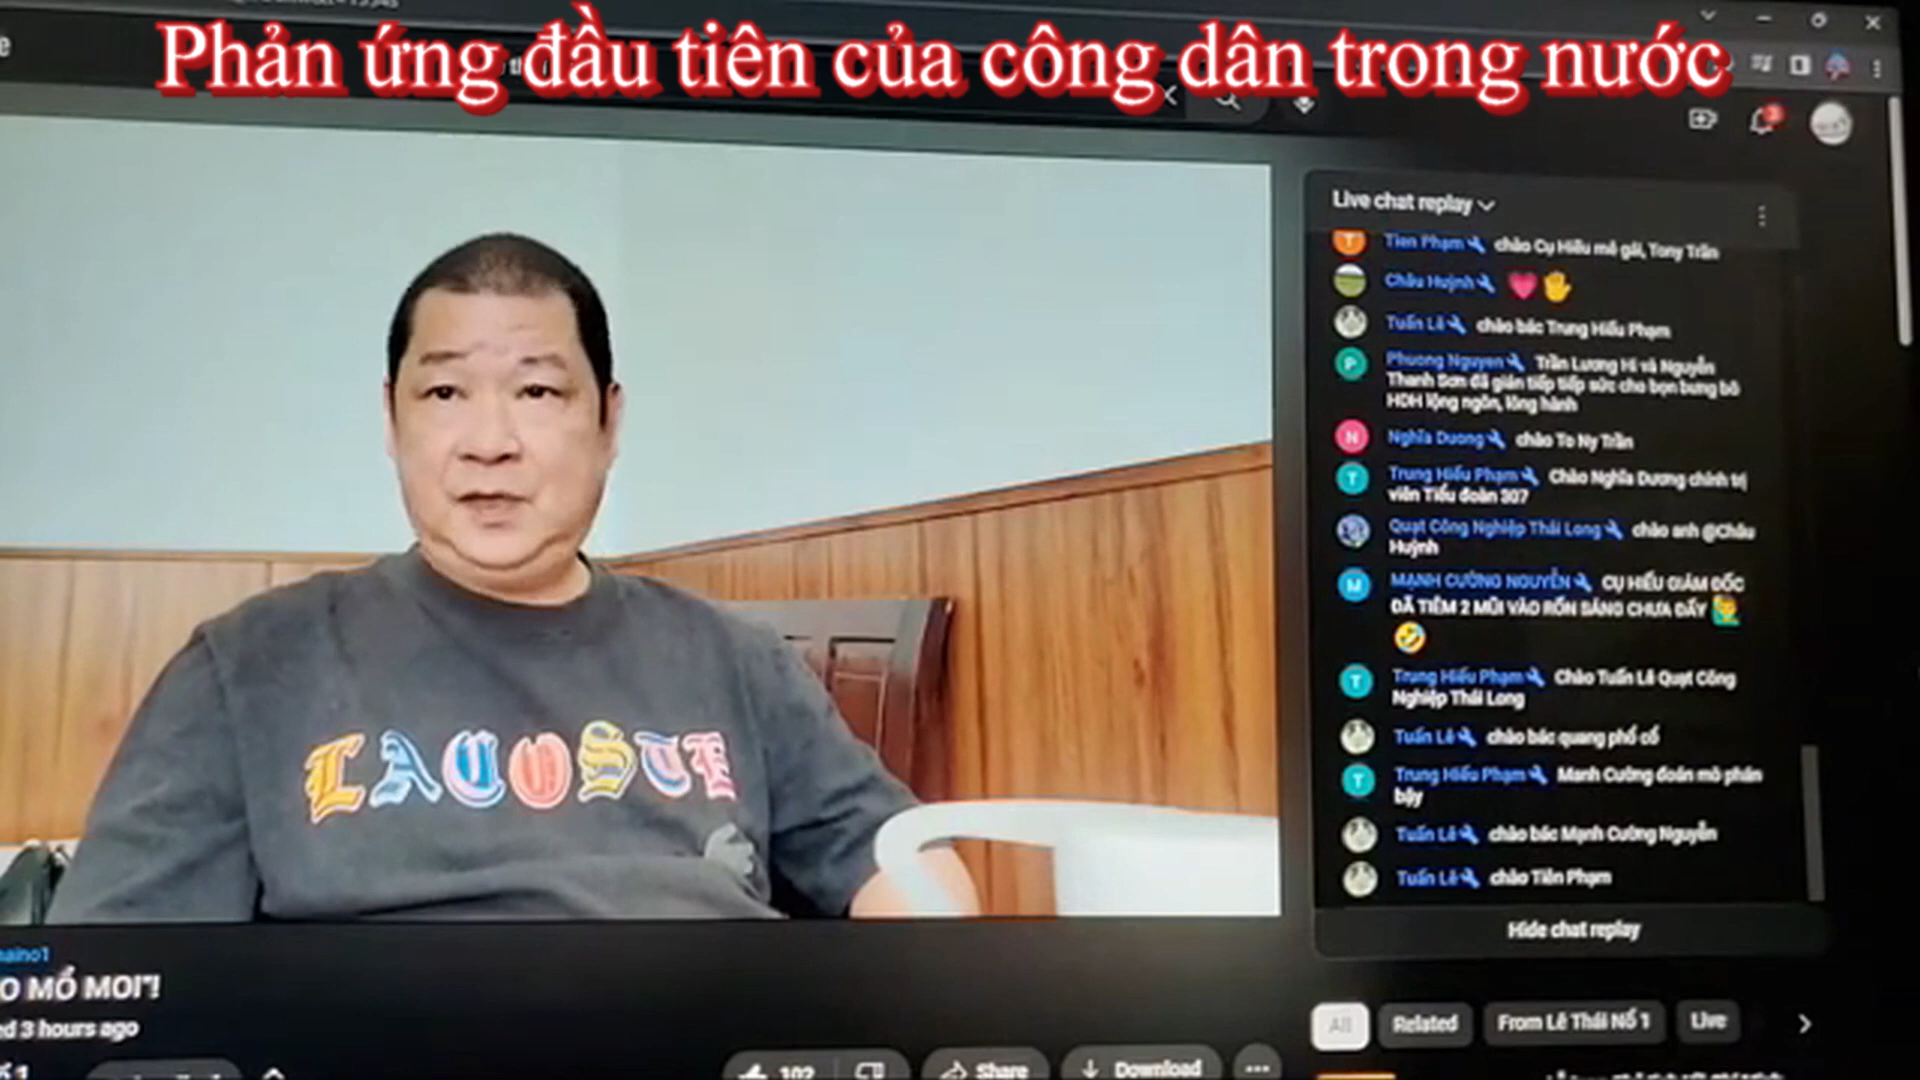 Phản ứng đầu tiên của công dân trong nước
3
Live chat replay
Tien Phạm chào Cụ Hiếu mê gái, Tony Trần
Châu Huỳnh
Tuấn Lê chào bác Trung Hiếu Phạm
P Phuong Nguyen Trần Lương Hi và Nguyễn
Thanh Sơn đã gián tiếp tiếp sức cho bọn bưng bô
HDH lộng ngôn, lông hành
N Nghĩa Duong chào To Ny Trần
T Trung Hiếu Phạm Chào Nghĩa Dương chính trị
viên Tiểu đoàn 307
Quạt Công Nghiệp Thái Long chào anh @Châu
Huỳnh
M MẠNH CƯỜNG NGUYỄN CỤ HIẾU GIÁM ĐỐC
ĐÃ TIÊM 2 MŨI VÀO RỐN SÁNG CHƯA ĐẤY
T Trung Hiếu Phạm Chào Tuấn Lê Quạt Công
Nghiệp Thái Long
Tuấn Lê chào bác quang phố cổ
T Trung Hiếu Phạm Manh Cường đoán mò phán
bậy
Tuấn Lê chào bác Mạnh Cường Nguyễn
Tuấn Lê chào Tiên Phạm
Hide chat replay
LACOSTE
O MỔ MOI"!
3 hours ago
All Related From Lê Thái Nổ 1 Live
102 Share Download